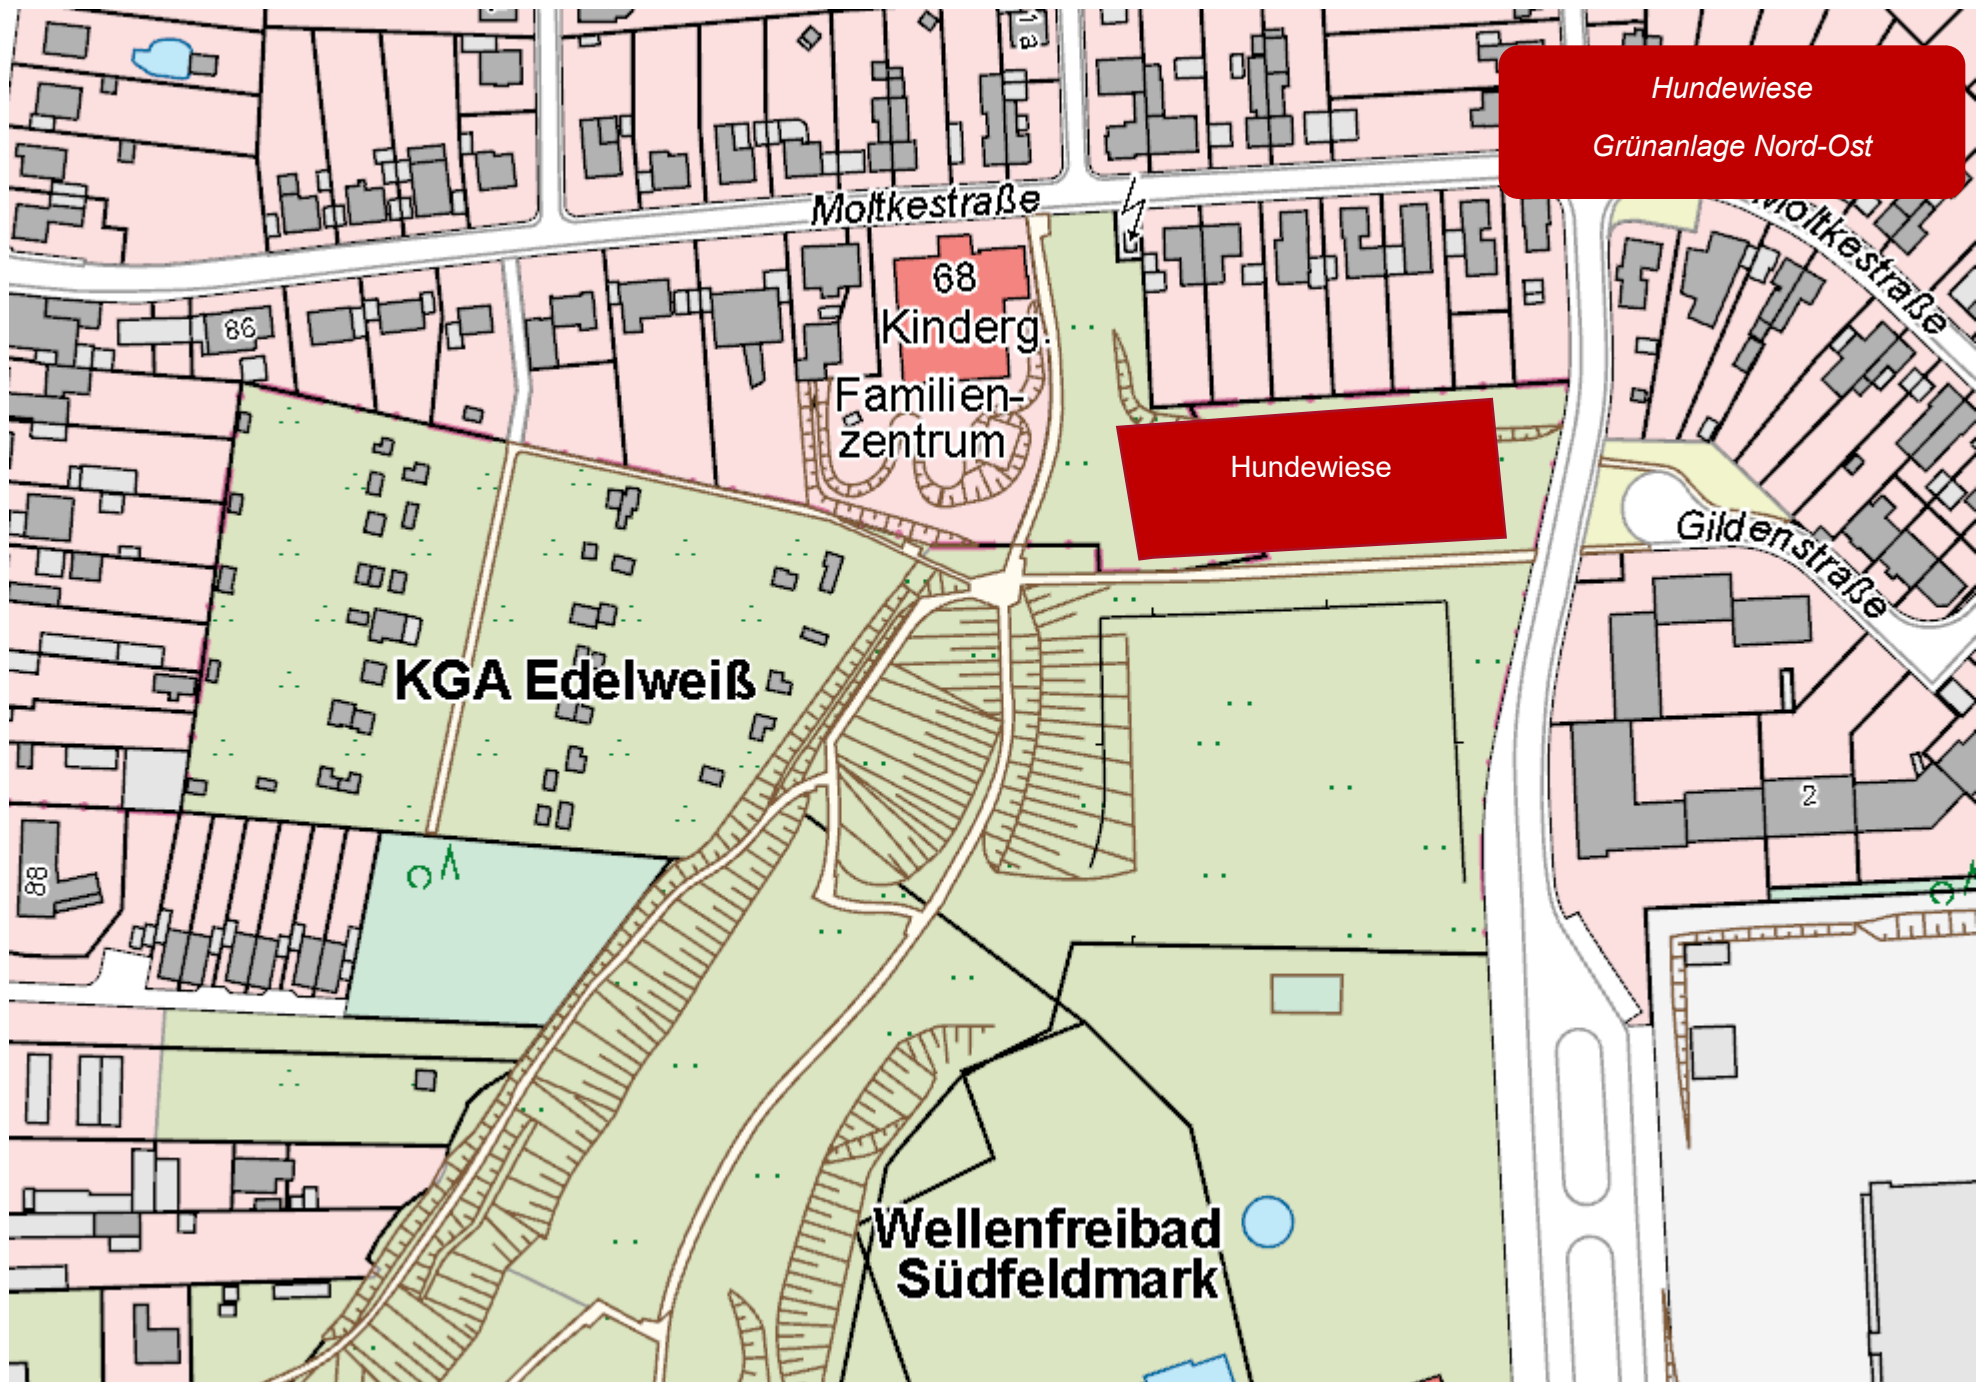 1a
Hundewiese
Grünanlage Nord-Ost
Moltkestraße
Moltkestraße
68
Kinderg.
86
Familien-
zentrum
Hundewiese
Gildenstraße
KGA Edelweiß
2
88
Wellenfreibad
Südfeldmark